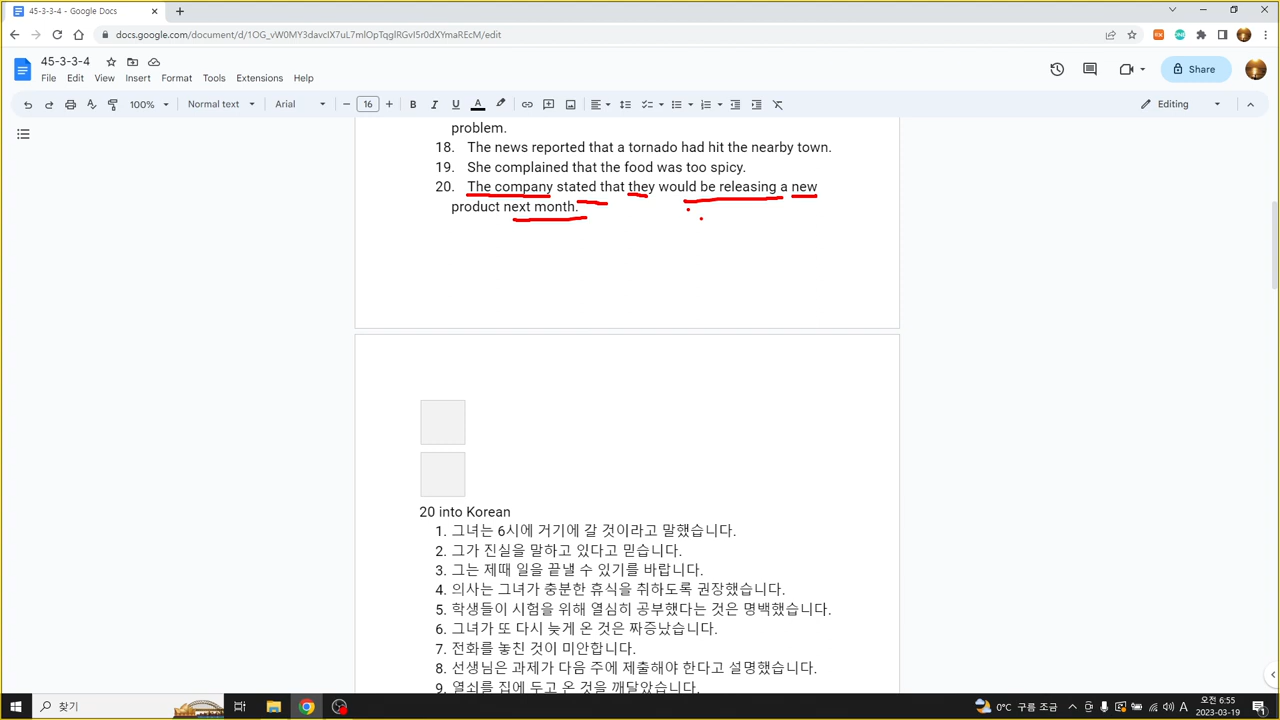 45-3-3-4 - Google Docs
docs.google.com/document/d/1OG_vW0MY3davcIX7uL7mlOpTqglRGvI5r0dXYmaREcM/edit
45-3-3-4
File Edit View Insert Format Tools Extensions Help
Share
100% Normal text Arial 16 Editing
problem.
18. The news reported that a tornado had hit the nearby town.
19. She complained that the food was too spicy.
20. The company stated that they would be releasing a new
product next month.
20 into Korean
1. 그녀는 6시에 거기에 갈 것이라고 말했습니다.
2. 그가 진실을 말하고 있다고 믿습니다.
3. 그는 제때 일을 끝낼 수 있기를 바랍니다.
4. 의사는 그녀가 충분한 휴식을 취하도록 권장했습니다.
5. 학생들이 시험을 위해 열심히 공부했다는 것은 명백했습니다.
6. 그녀가 또 다시 늦게 온 것은 짜증났습니다.
7. 전화를 놓친 것이 미안합니다.
8. 선생님은 과제가 다음 주에 제출해야 한다고 설명했습니다.
9. 열쇠를 집에 두고 온 것을 깨달았습니다.
찾기
0°C 구름 조금
A
오전 6:55
2023-03-19
1